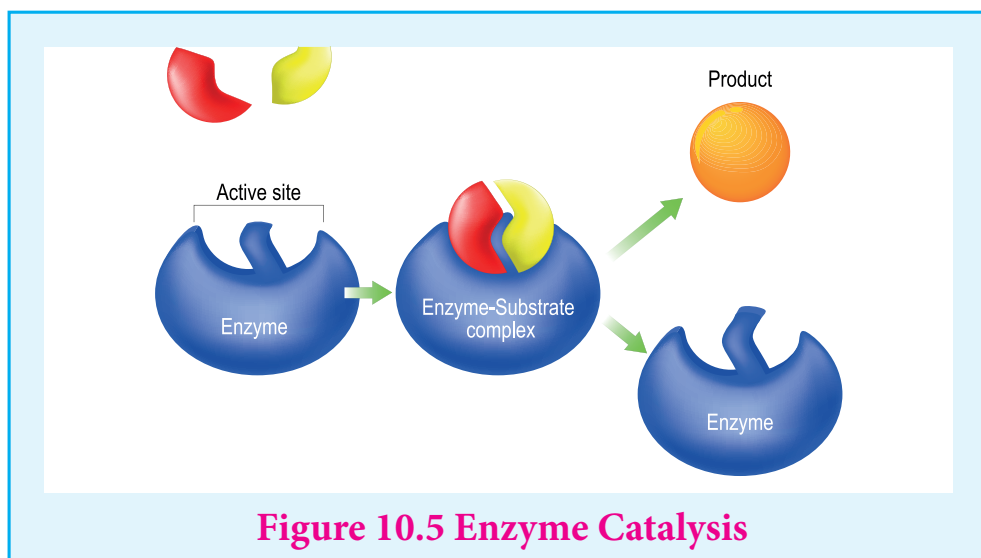 Product
Active site
Enzyme
Enzyme-Substrate
complex
Enzyme
Figure 10.5 Enzyme Catalysis